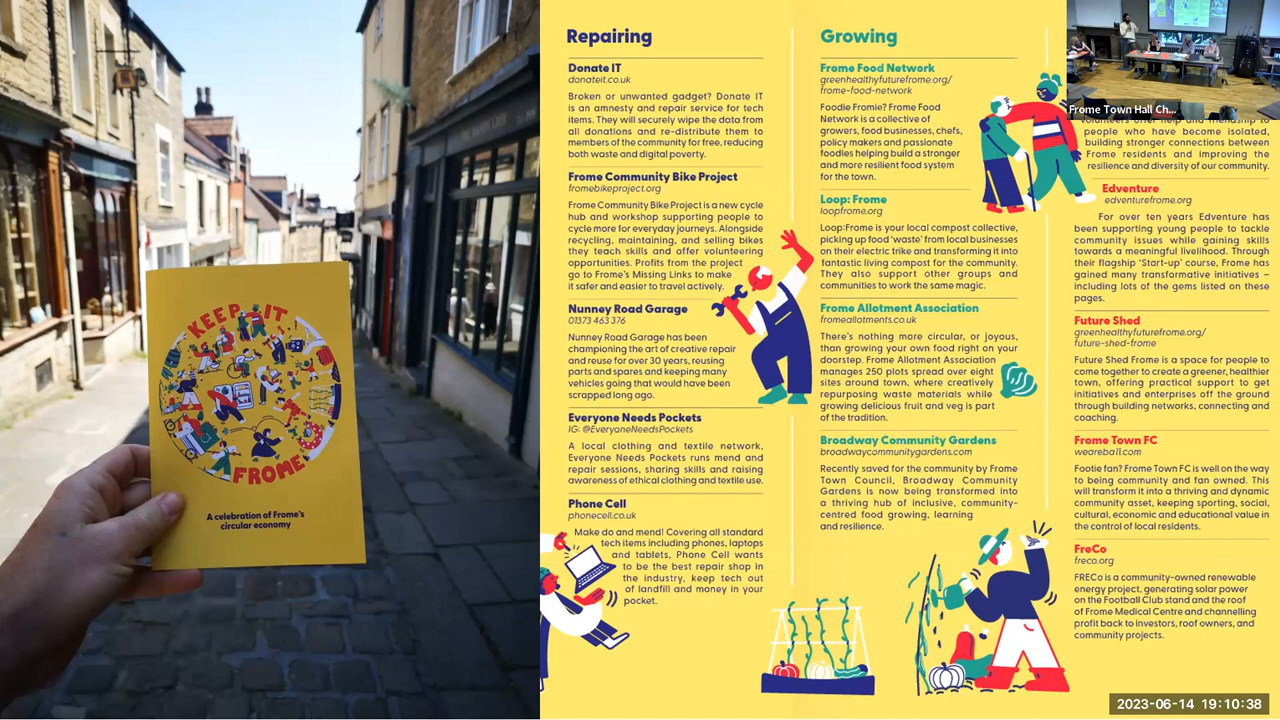 KEEP IT
FROME
A celebration of Frome's
circular economy
Repairing
Donate IT
donateit.co.uk
Broken or unwanted gadget? Donate IT
is an amnesty and repair service for tech
items. They will securely wipe the data from
all donations and re-distribute them to
members of the community for free, reducing
both waste and digital poverty.
Frome Community Bike Project
fromebikeproject.org
Frome Community Bike Project is a new cycle
hub and workshop supporting people to
cycle more for everyday journeys. Alongside
recycling, maintaining, and selling bikes
they teach skills and offer volunteering
opportunities. Profits from the project
go to Frome's Missing Links to make
it safer and easier to travel actively.
Nunney Road Garage
01373 463 376
Nunney Road Garage has been
championing the art of creative repair
and reuse for over 30 years, reusing
parts and spares and keeping many
vehicles going that would have been
scrapped long ago.
Everyone Needs Pockets
IG: @EveryoneNeedsPockets
A local clothing and textile network,
Everyone Needs Pockets runs mend and
repair sessions, sharing skills and raising
awareness of ethical clothing and textile use.
Phone Cell
phonecell.co.uk
Make do and mend! Covering all standard
tech items including phones, laptops
and tablets, Phone Cell wants
to be the best repair shop in
the industry, keep tech out
of landfill and money in your
pocket.
Growing
Frome Food Network
greenhealthyfuturefrome.org/
frome-food-network
Foodie Fromie? Frome Food
Network is a collective of
growers, food businesses, chefs,
policy makers and passionate
foodies helping build a stronger
and more resilient food system
for the town.
Loop: Frome
loopfrome.org
Loop:Frome is your local compost collective,
picking up food 'waste' from local businesses
on their electric trike and transforming it into
fantastic living compost for the community.
They also support other groups and
communities to work the same magic.
Frome Allotment Association
fromeallotments.co.uk
There's nothing more circular, or joyous,
than growing your own food right on your
doorstep. Frome Allotment Association
manages 250 plots spread over eight
sites around town, where creatively
repurposing waste materials while
growing delicious fruit and veg is part
of the tradition.
Broadway Community Gardens
broadwaycommunitygardens.com
Recently saved for the community by Frome
Town Council, Broadway Community
Gardens is now being transformed into
a thriving hub of inclusive, community-
centred food growing, learning
and resilience.
Frome Town Hall Ch...
volunteers offer help and friendship to
people who have become isolated,
building stronger connections between
Frome residents and improving the
resilience and diversity of our community.
Edventure
edventurefrome.org
For over ten years Edventure has
been supporting young people to tackle
community issues while gaining skills
towards a meaningful livelihood. Through
their flagship 'Start-up' course, Frome has
gained many transformative initiatives –
including lots of the gems listed on these
pages.
Future Shed
greenhealthyfuturefrome.org/
future-shed-frome
Future Shed Frome is a space for people to
come together to create a greener, healthier
town, offering practical support to get
initiatives and enterprises off the ground
through building networks, connecting and
coaching.
Frome Town FC
weareba11.com
Footie fan? Frome Town FC is well on the way
to being community and fan owned. This
will transform it into a thriving and dynamic
community asset, keeping sporting, social,
cultural, economic and educational value in
the control of local residents.
FreCo
freco.org
FRECo is a community-owned renewable
energy project, generating solar power
on the Football Club stand and the roof
of Frome Medical Centre and channelling
profit back to investors, roof owners, and
community projects.
2023-06-14 19:10:38